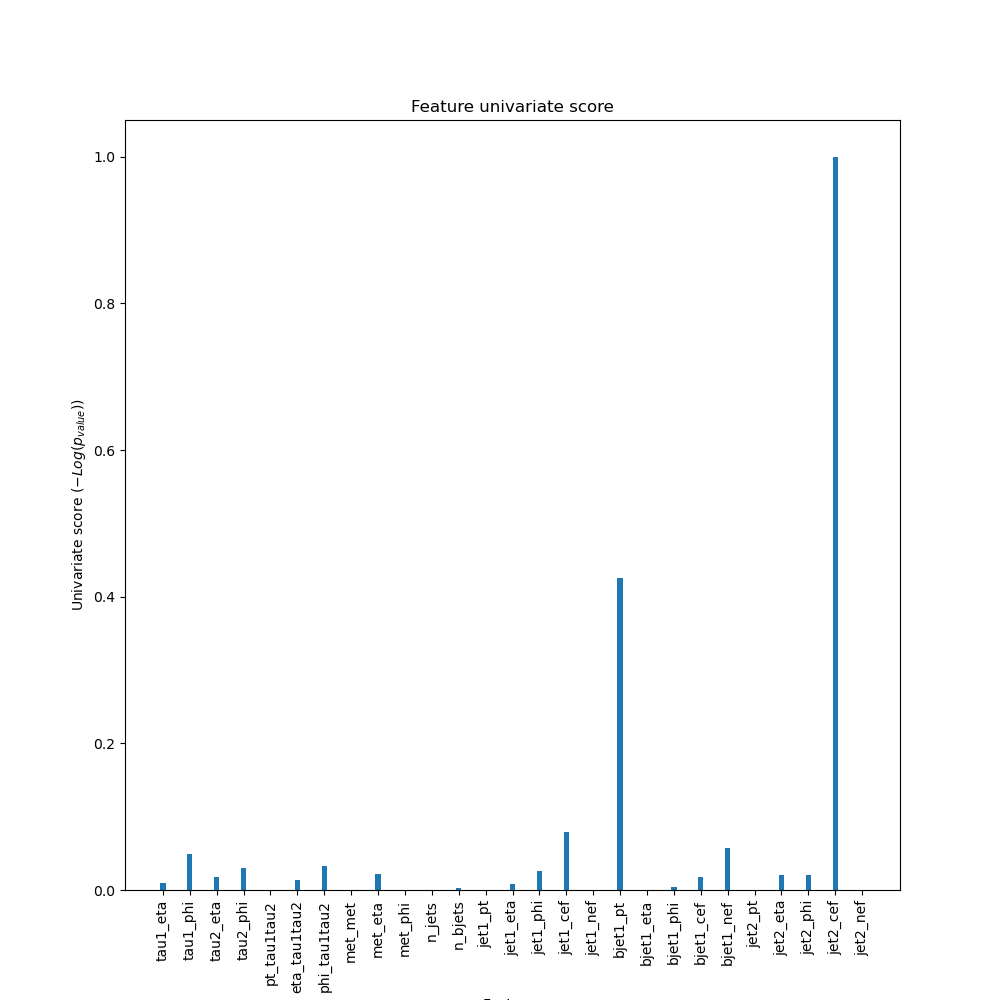 Feature univariate score
Univariate score (−Log(p_value))
1.0
0.8
0.6
0.4
0.2
0.0
tau1_eta
tau1_phi
tau2_eta
tau2_phi
pt_tau1tau2
eta_tau1tau2
phi_tau1tau2
met_met
met_eta
met_phi
n_jets
n_bjets
jet1_pt
jet1_eta
jet1_phi
jet1_cef
jet1_nef
bjet1_pt
bjet1_eta
bjet1_phi
bjet1_cef
bjet1_nef
jet2_pt
jet2_eta
jet2_phi
jet2_cef
jet2_nef